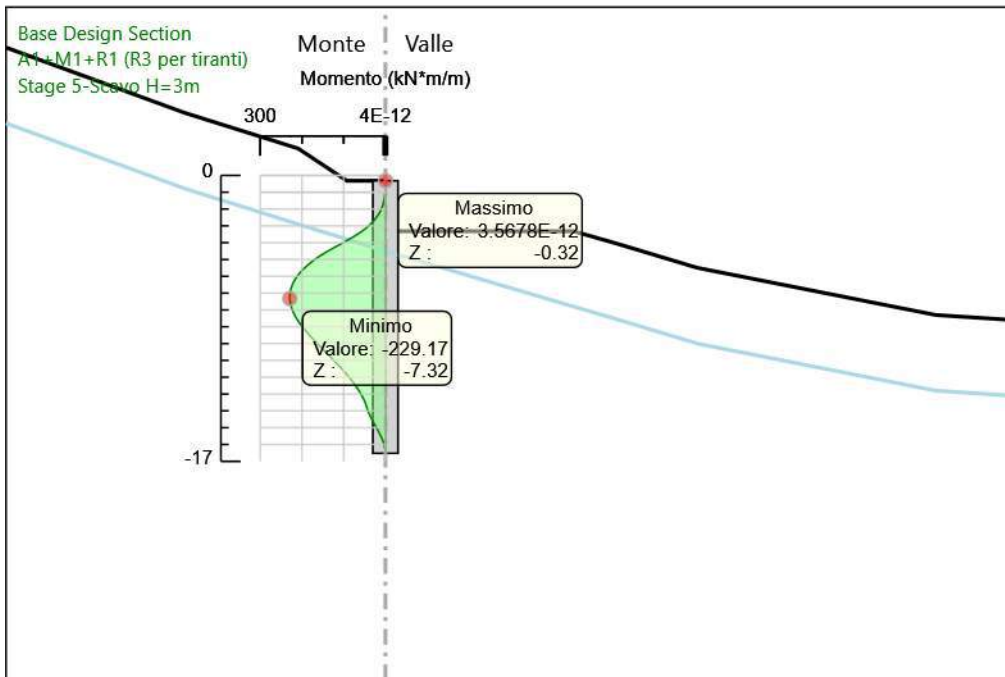 Base Design Section
A1+M1+R1 (R3 per tiranti)
Stage 5-Scavo H=3m
Monte Valle
Momento (kN*m/m)
300 4E-12
0
Massimo
Valore: 3.5678E-12
Z : -0.32
Minimo
Valore: -229.17
Z : -7.32
-17